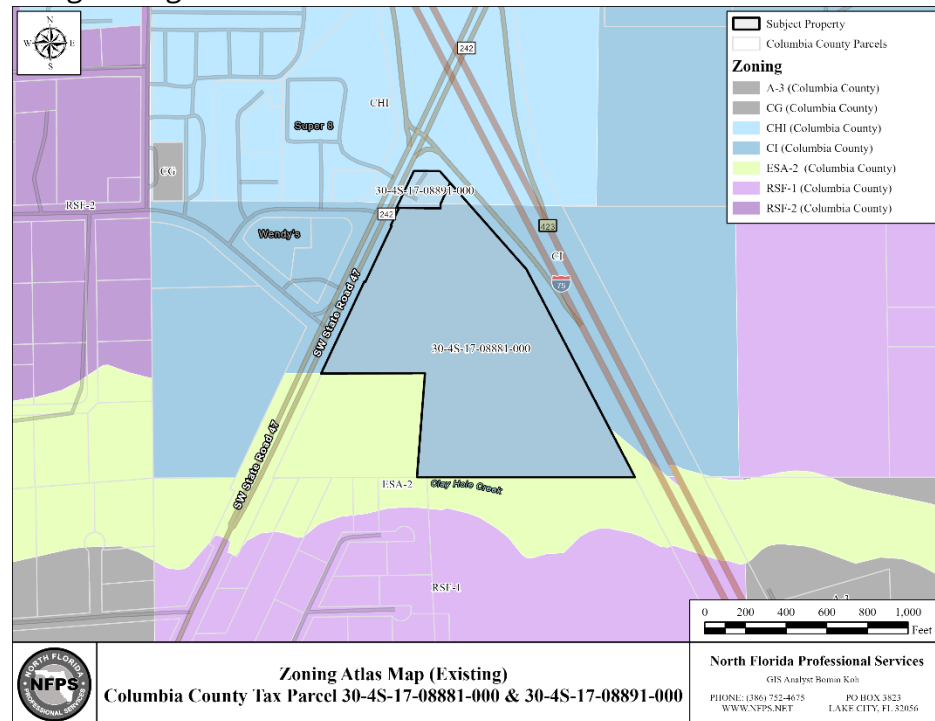 N
W E
S
Subject Property
Columbia County Parcels
Zoning
A-3 (Columbia County)
CG (Columbia County)
CHI (Columbia County)
CI (Columbia County)
ESA-2 (Columbia County)
RSF-1 (Columbia County)
RSF-2 (Columbia County)
242
CHI
Super 8
CG
30-4S-17-08891-000
RSF-2
242
Wendy's
423
CI
75
SW State Road 47
30-4S-17-08881-000
SW State Road 47
ESA-2
Clay Hole Creek
RSF-1
A-3
0 200 400 600 800 1,000
Feet
NORTH FLORIDA
NFPS
PROFESSIONAL SERVICES
Zoning Atlas Map (Existing)
Columbia County Tax Parcel 30-4S-17-08881-000 & 30-4S-17-08891-000
North Florida Professional Services
GIS Analyst Bomin Koh
PHONE: (386) 752-4675 PO BOX 3823
WWW.NFPS.NET LAKE CITY, FL 32056